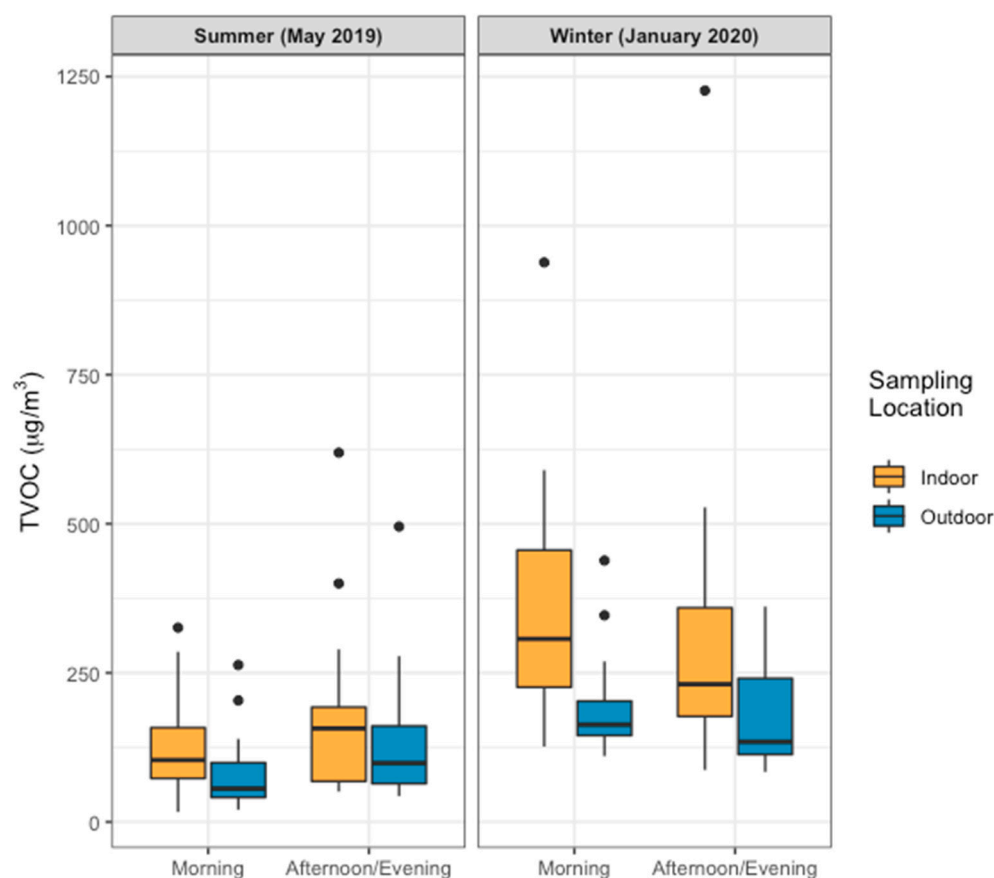 Summer (May 2019)
Winter (January 2020)
1250
1000
750
500
250
0
TVOC (µg/m³)
Morning
Afternoon/Evening
Morning
Afternoon/Evening
Sampling
Location
Indoor
Outdoor